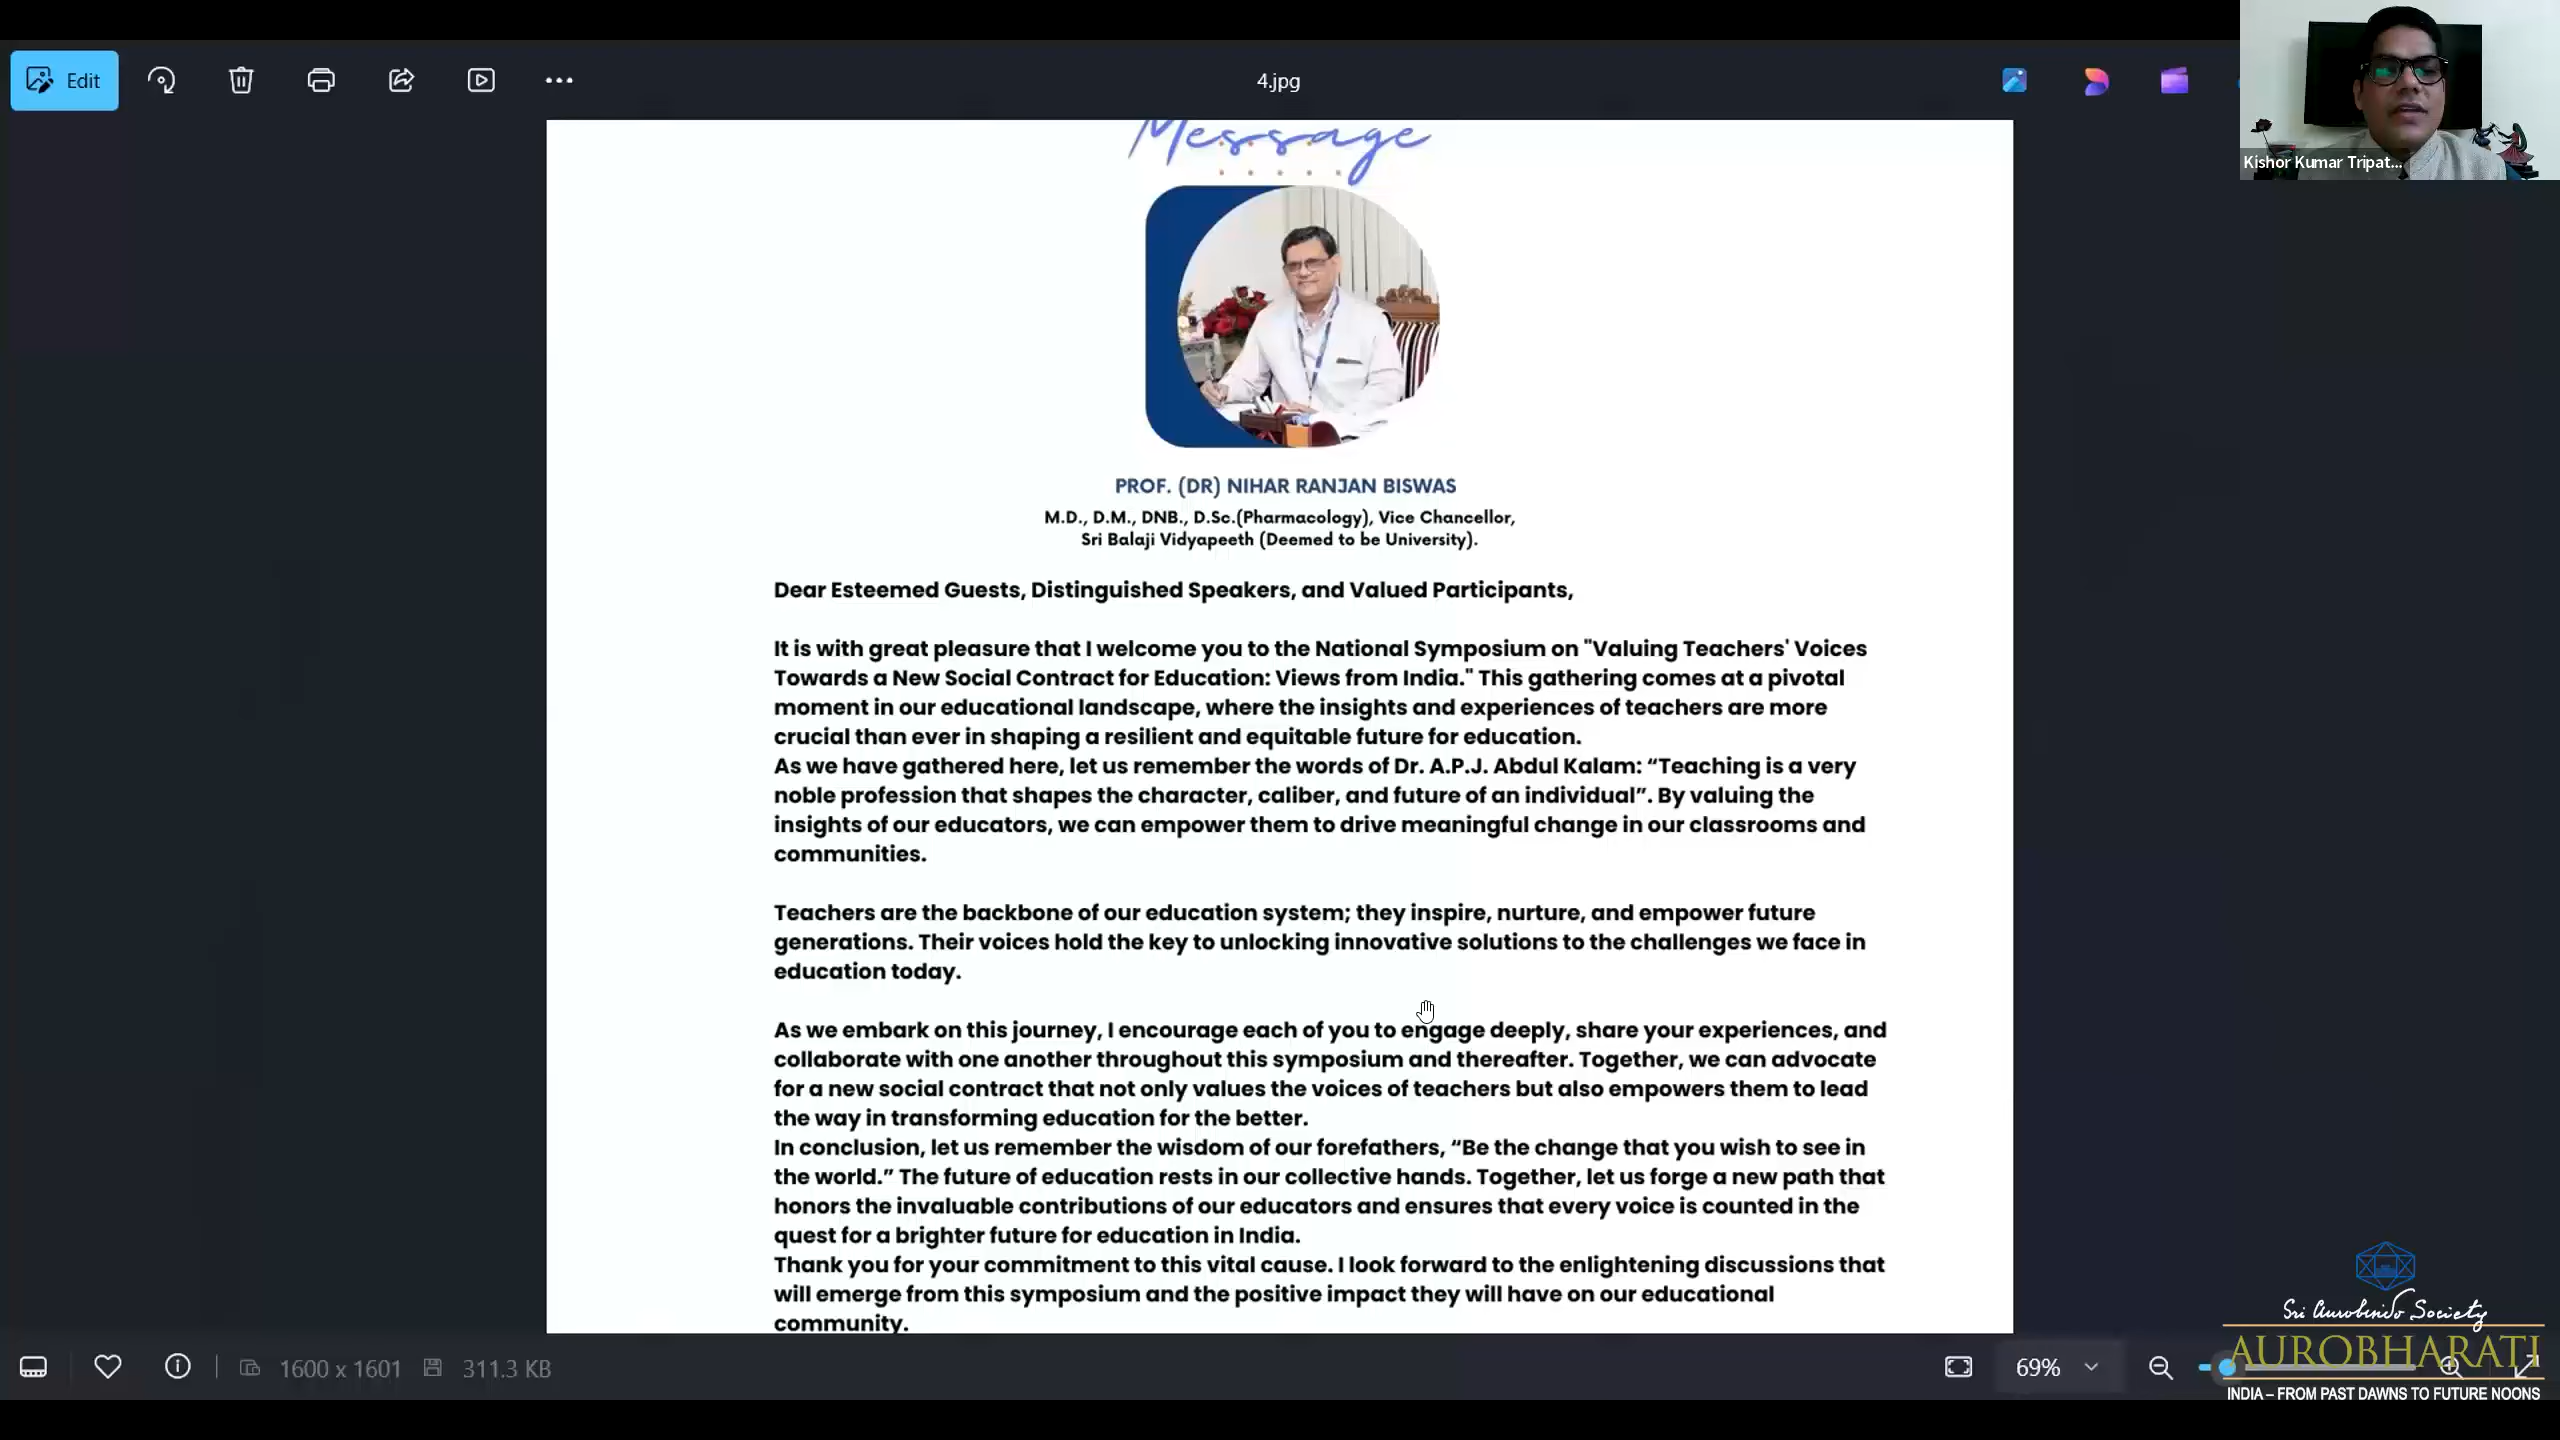 Edit
4.jpg
Kishor Kumar Tripat...
Message
PROF. (DR) NIHAR RANJAN BISWAS
M.D., D.M., DNB., D.Sc.(Pharmacology), Vice Chancellor,
Sri Balaji Vidyapeeth (Deemed to be University).
Dear Esteemed Guests, Distinguished Speakers, and Valued Participants,
It is with great pleasure that I welcome you to the National Symposium on "Valuing Teachers' Voices
Towards a New Social Contract for Education: Views from India." This gathering comes at a pivotal
moment in our educational landscape, where the insights and experiences of teachers are more
crucial than ever in shaping a resilient and equitable future for education.
As we have gathered here, let us remember the words of Dr. A.P.J. Abdul Kalam: “Teaching is a very
noble profession that shapes the character, caliber, and future of an individual”. By valuing the
insights of our educators, we can empower them to drive meaningful change in our classrooms and
communities.
Teachers are the backbone of our education system; they inspire, nurture, and empower future
generations. Their voices hold the key to unlocking innovative solutions to the challenges we face in
education today.
As we embark on this journey, I encourage each of you to engage deeply, share your experiences, and
collaborate with one another throughout this symposium and thereafter. Together, we can advocate
for a new social contract that not only values the voices of teachers but also empowers them to lead
the way in transforming education for the better.
In conclusion, let us remember the wisdom of our forefathers, “Be the change that you wish to see in
the world.” The future of education rests in our collective hands. Together, let us forge a new path that
honors the invaluable contributions of our educators and ensures that every voice is counted in the
quest for a brighter future for education in India.
Thank you for your commitment to this vital cause. I look forward to the enlightening discussions that
will emerge from this symposium and the positive impact they will have on our educational
community.
1600 x 1601
311.3 KB
69%
Sri Aurobindo Society
AUROBHARATI
INDIA – FROM PAST DAWNS TO FUTURE NOONS